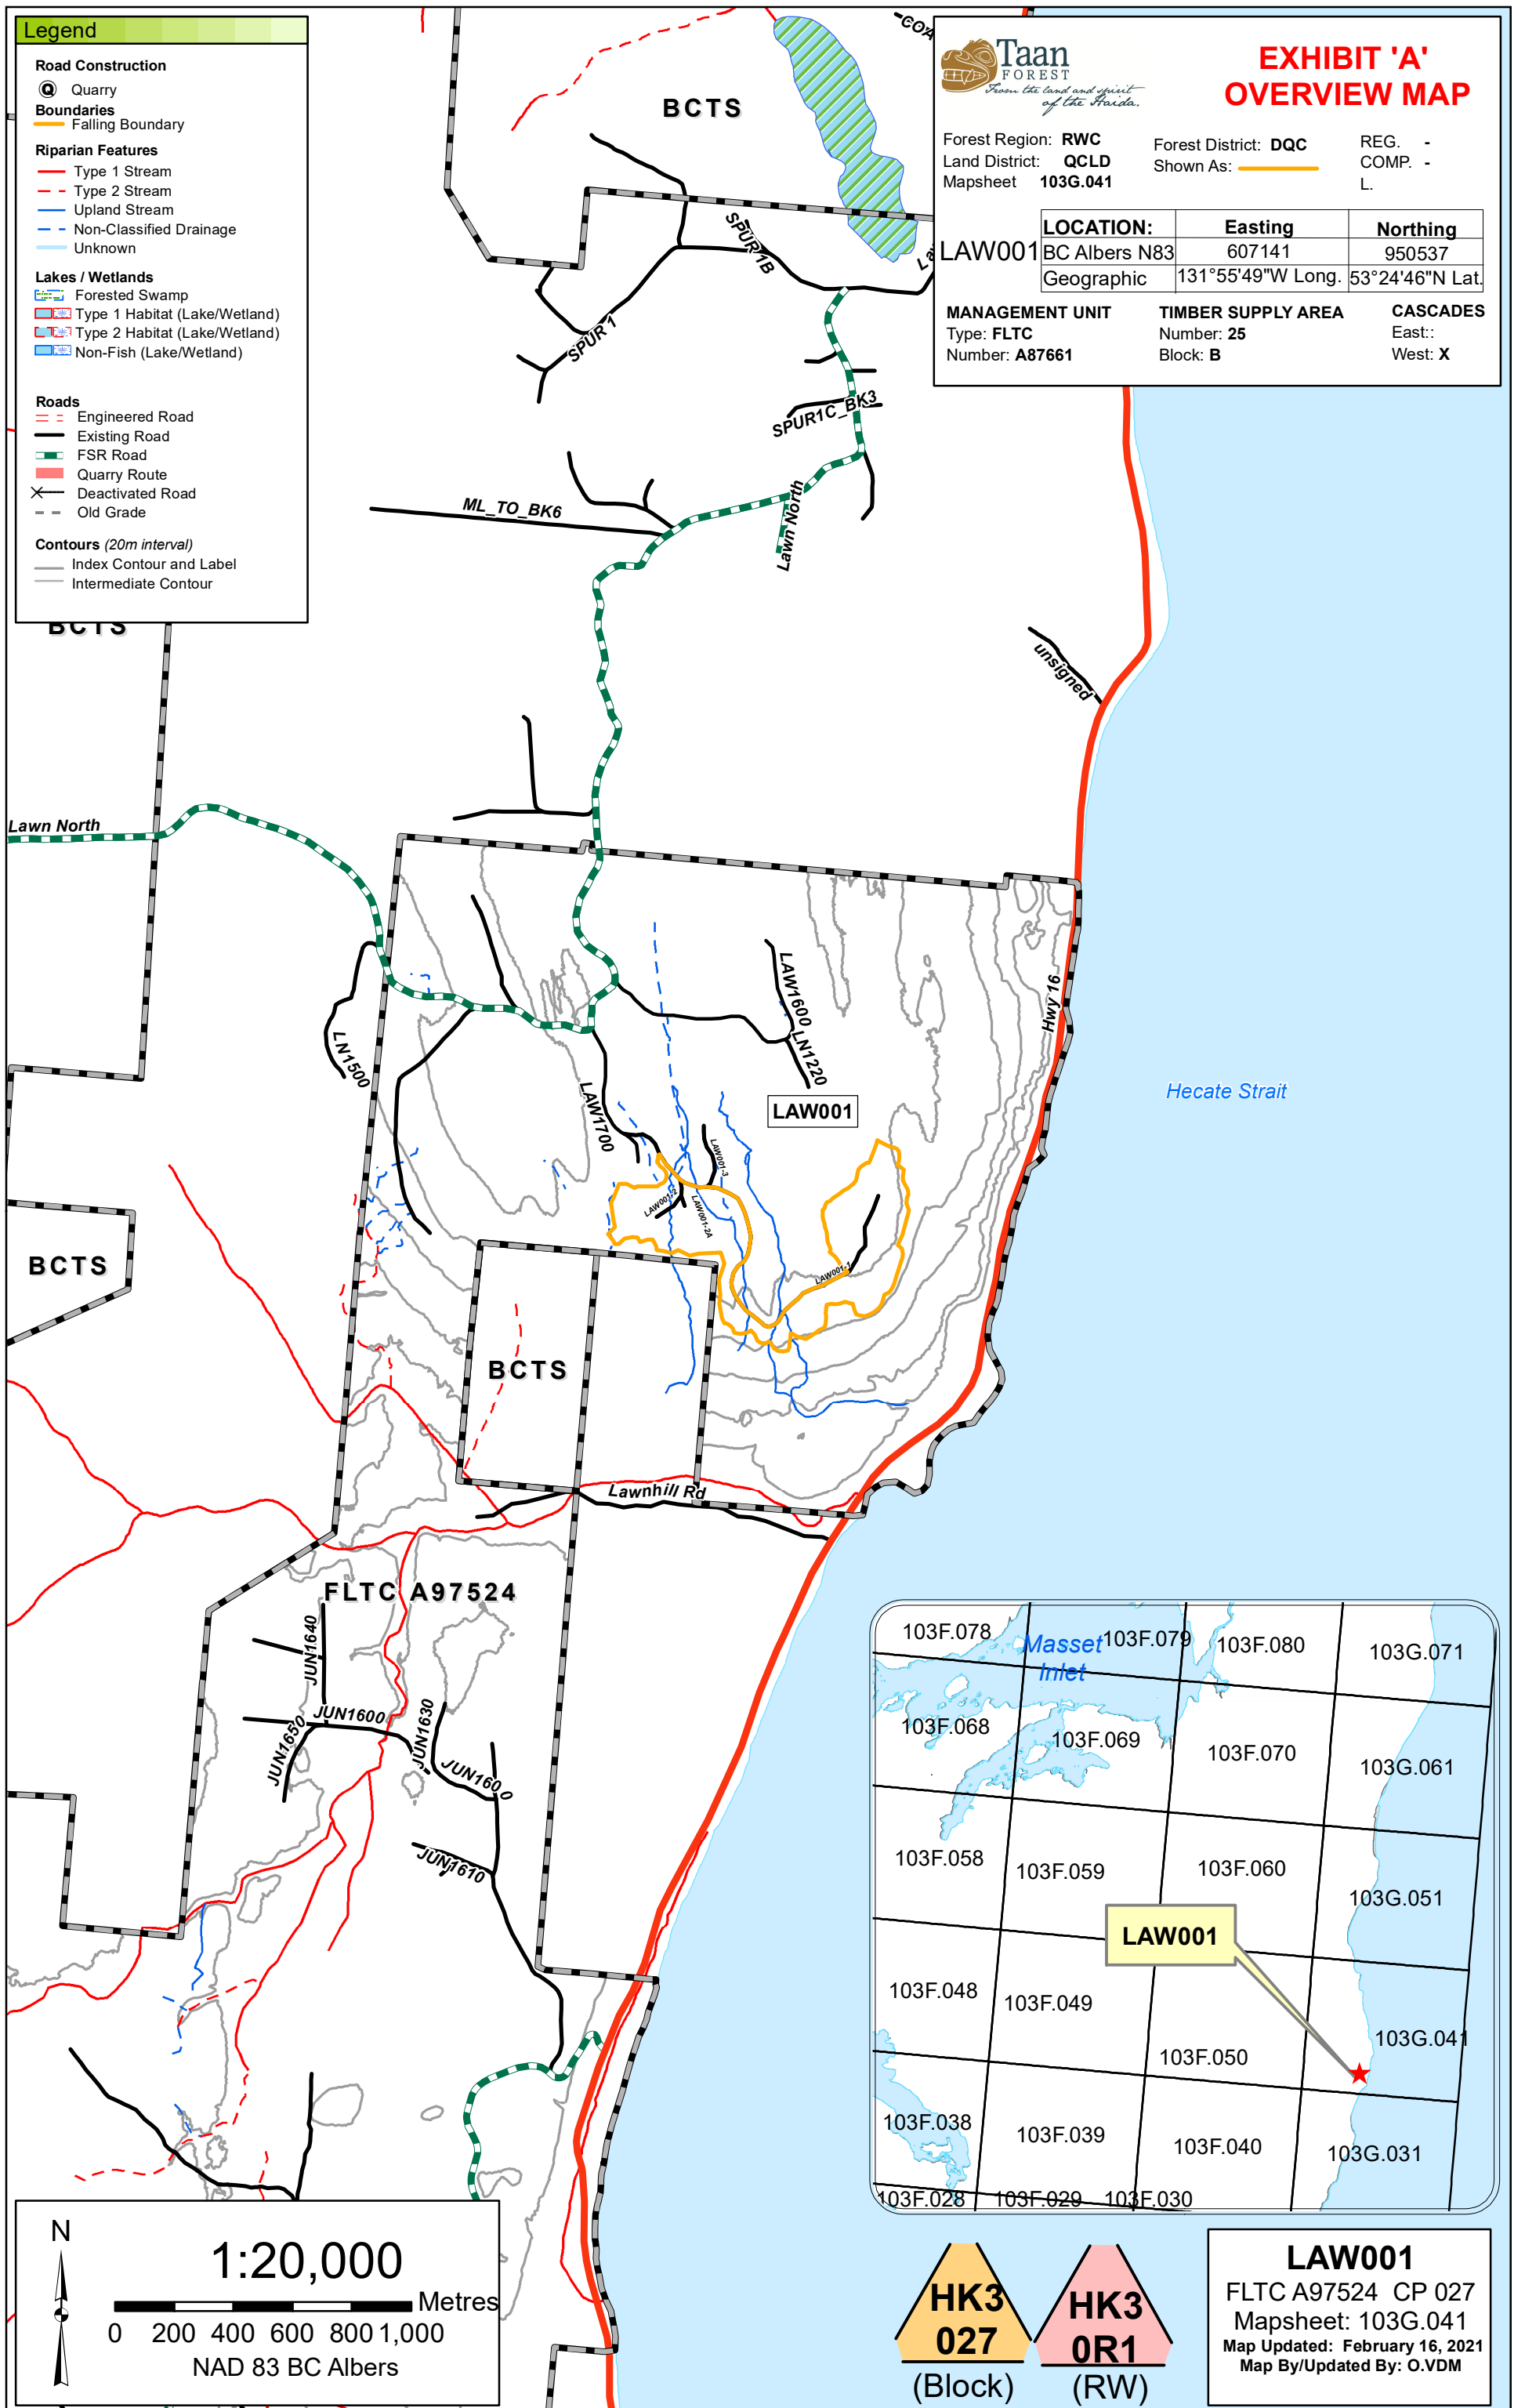 Legend
Road Construction
Q Quarry
Boundaries
Falling Boundary
Riparian Features
Type 1 Stream
Type 2 Stream
Upland Stream
Non-Classified Drainage
Unknown
Lakes / Wetlands
Forested Swamp
Type 1 Habitat (Lake/Wetland)
Type 2 Habitat (Lake/Wetland)
Non-Fish (Lake/Wetland)
Roads
Engineered Road
Existing Road
FSR Road
Quarry Route
Deactivated Road
Old Grade
Contours (20m interval)
Index Contour and Label
Intermediate Contour
Taan
FOREST
From the land and spirit
of the Haida.
EXHIBIT 'A'
OVERVIEW MAP
Forest Region: RWC
Land District: QCLD
Mapsheet 103G.041
Forest District: DQC
Shown As:
REG. -
COMP. -
L.
LAW001
LOCATION: Easting Northing
BC Albers N83 607141 950537
Geographic 131°55'49"W Long. 53°24'46"N Lat.
MANAGEMENT UNIT
Type: FLTC
Number: A87661
TIMBER SUPPLY AREA
Number: 25
Block: B
CASCADES
East::
West: X
BCTS
COA
SPUR 1B
La
SPUR 1
SPUR1C_BK3
ML_TO_BK6
Lawn North
BCTS
unsigned
Lawn North
LN1500
LAW1600
LN1220
Hwy 16
LAW1700
LAW001
Hecate Strait
LAW001-3
LAW001-2
LAW001-2A
LAW001-1
BCTS
BCTS
Lawnhill Rd
FLTC A97524
JUN1640
JUN1600
JUN1650
JUN1630
JUN1600
JUN1610
103F.078
Masset
Inlet
103F.079
103F.080
103G.071
103F.068
103F.069
103F.070
103G.061
103F.058
103F.059
103F.060
103G.051
LAW001
103F.048
103F.049
103F.050
103G.041
103F.038
103F.039
103F.040
103G.031
103F.028
103F.029
103F.030
N
1:20,000
Metres
0 200 400 600 800 1,000
NAD 83 BC Albers
HK3
027
(Block)
HK3
0R1
(RW)
LAW001
FLTC A97524 CP 027
Mapsheet: 103G.041
Map Updated: February 16, 2021
Map By/Updated By: O.VDM